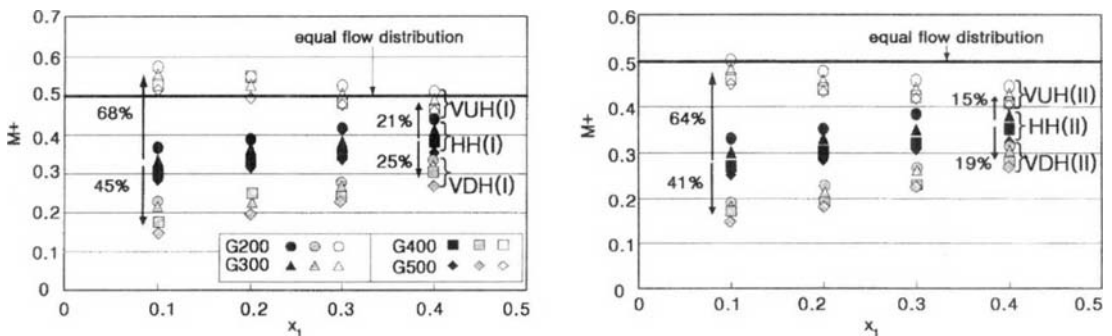 0.7
0.6
0.5
0.4
0.3
0.2
0.1
0
M+
equal flow distribution
68%
45%
21%
25%
VUH(I)
HH(I)
VDH(I)
G200
G300
G400
G500
0
0.1
0.2
0.3
0.4
0.5
x1
0.6
0.5
0.4
0.3
0.2
0.1
0
M+
equal flow distribution
64%
41%
15%
19%
VUH(II)
HH(II)
VDH(II)
0
0.1
0.2
0.3
0.4
0.5
x1